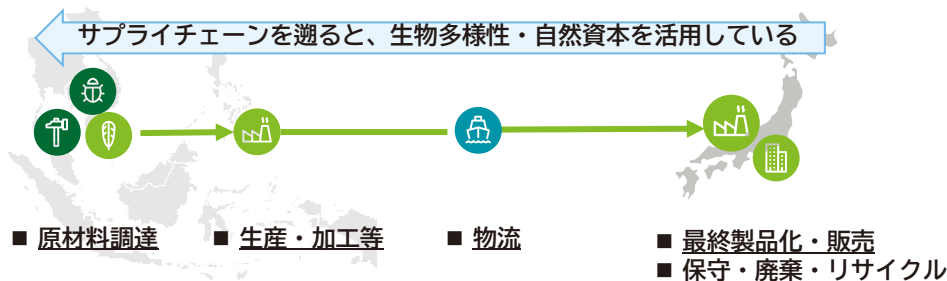 サプライチェーンを遡ると、生物多様性・自然資本を活用している
■ 原材料調達
■ 生産・加工等
■ 物流
■ 最終製品化・販売
■ 保守・廃棄・リサイクル